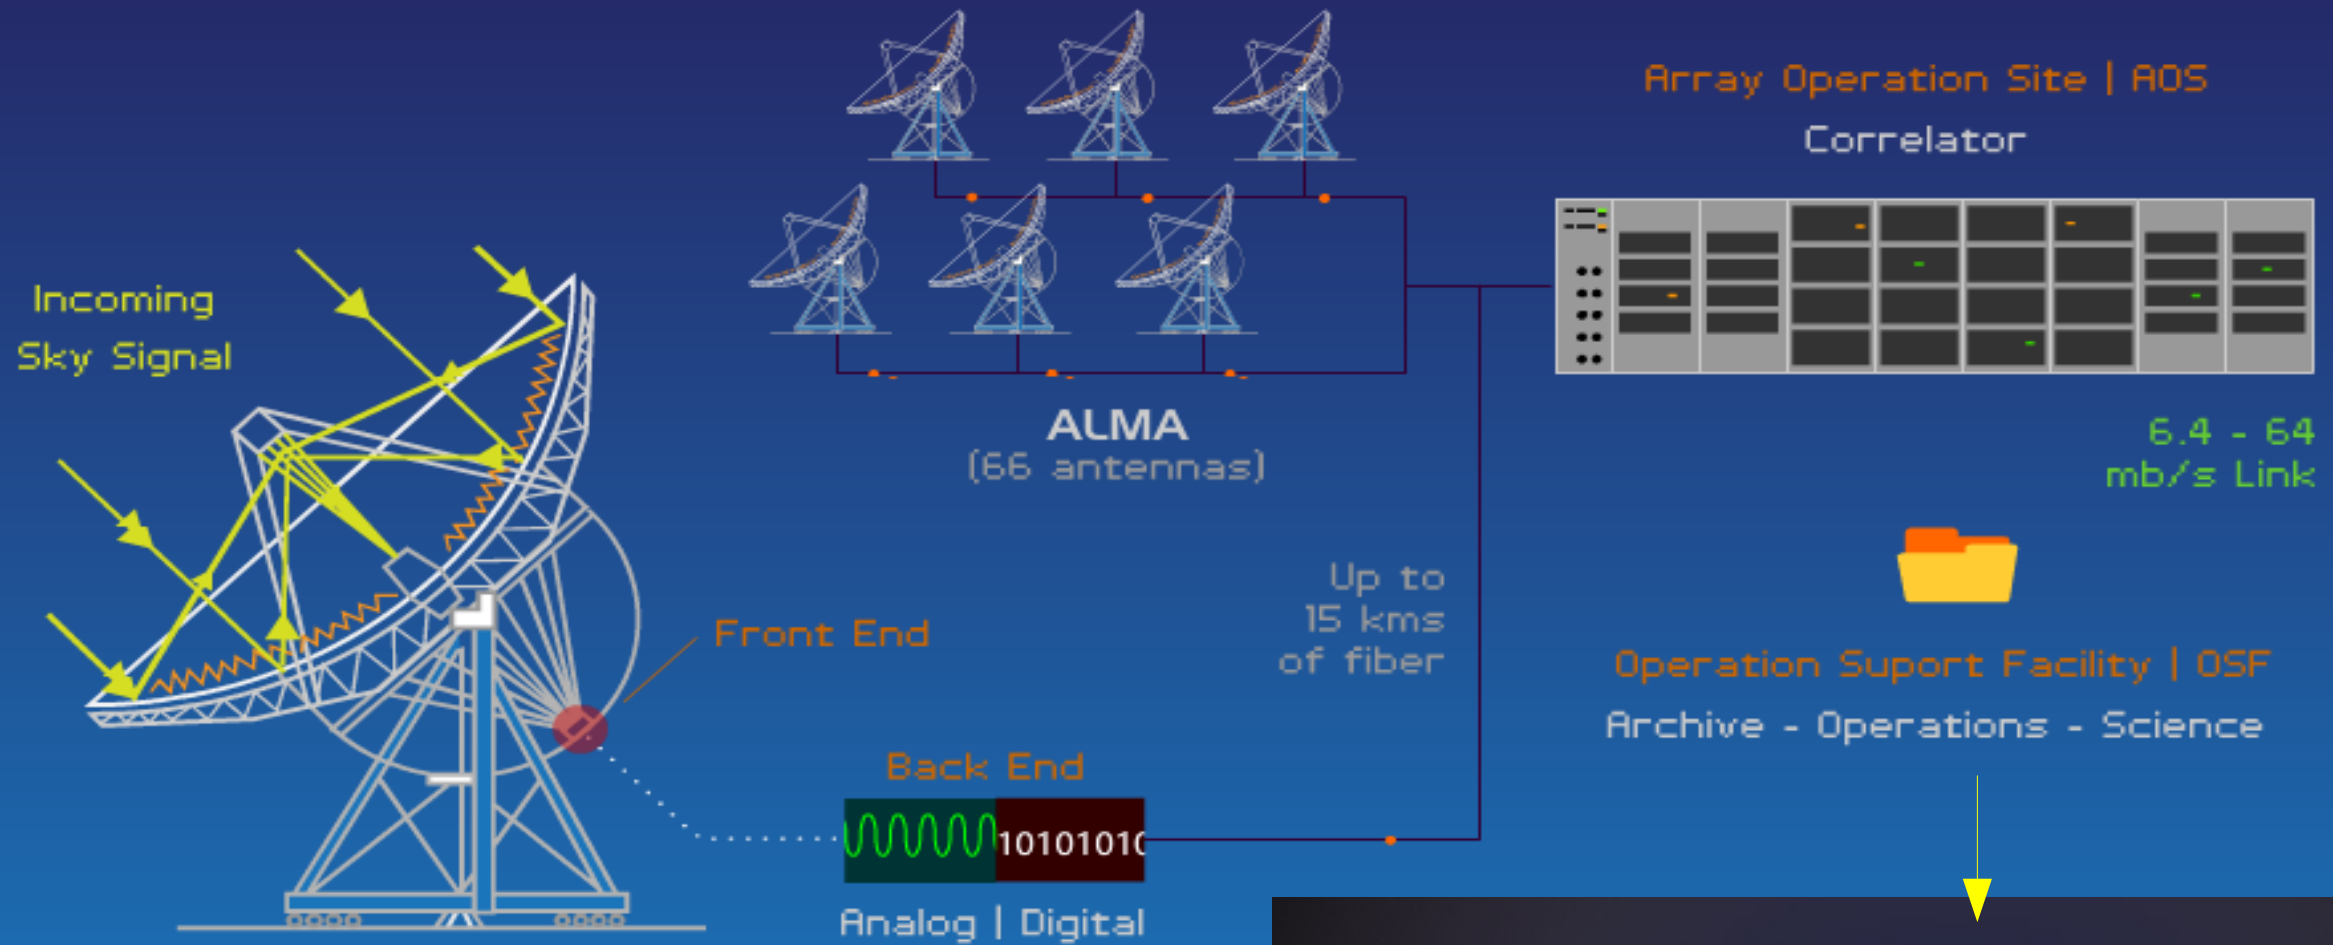 Array Operation Site | AOS
Correlator
Incoming
Sky Signal
ALMA
(66 antennas)
6.4 - 64
mb/s Link
Up to
15 kms
of fiber
Front End
Operation Suport Facility | OSF
Archive - Operations - Science
Back End
10101010
Analog | Digital